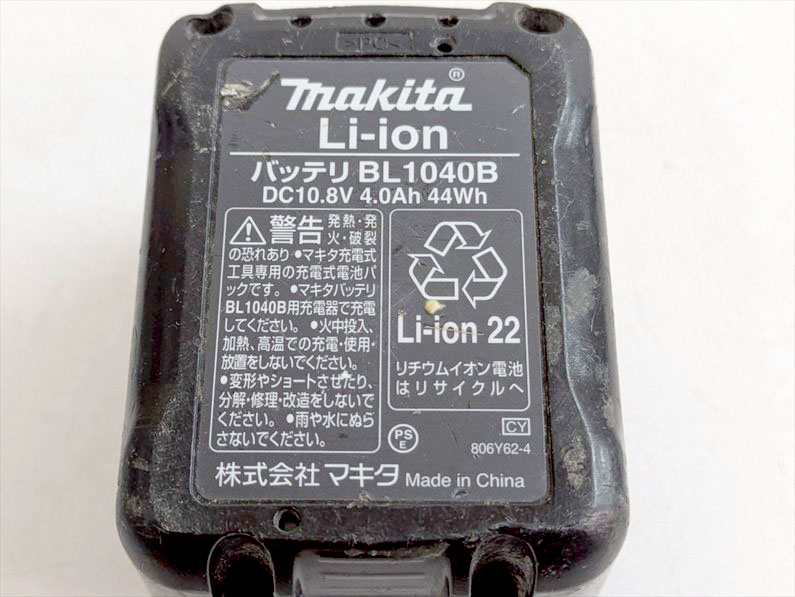 >PC<
makita®
Li-ion
バッテリ BL1040B
DC10.8V 4.0Ah 44Wh
警告 発熱・発
火・破裂
の恐れあり ●マキタ充電式
工具専用の充電式電池パ
ックです。 ●マキタバッテリ
BL1040B用充電器で充電
してください。 ●火中投入、
加熱、高温での充電・使用・
放置をしないでください。
●変形やショートさせたり、
分解・修理・改造をしないで
ください。 ●雨や水にぬら
さないでください。
Li-ion 22
リチウムイオン電池
はリサイクルへ
PS
E
CY
806Y62-4
株式会社 マキタ Made in China